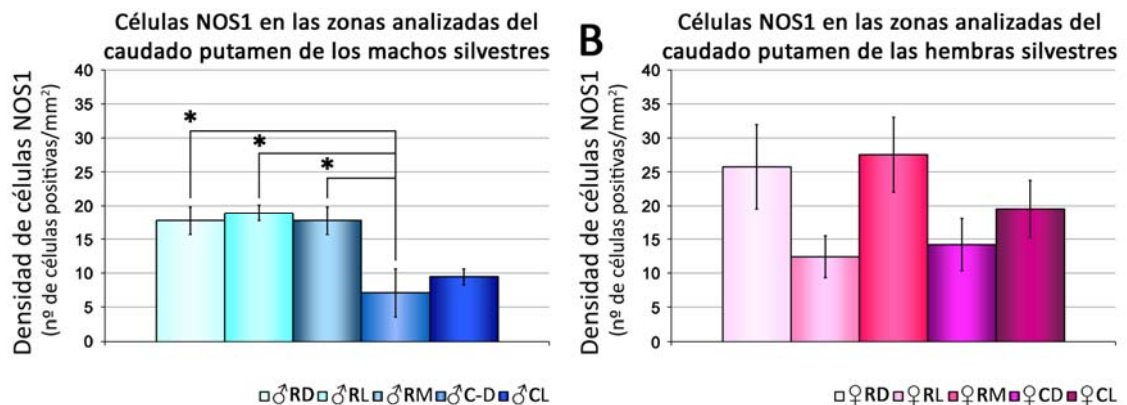 Células NOS1 en las zonas analizadas del
caudado putamen de los machos silvestres
Densidad de células NOS1
(nº de células positivas/mm²)
40
35
30
25
20
15
10
5
0
*
*
*
♂RD ♂RL ♂RM ♂C-D ♂CL
B
Células NOS1 en las zonas analizadas del
caudado putamen de las hembras silvestres
Densidad de células NOS1
(nº de células positivas/mm²)
40
35
30
25
20
15
10
5
0
♀RD ♀RL ♀RM ♀CD ♀CL